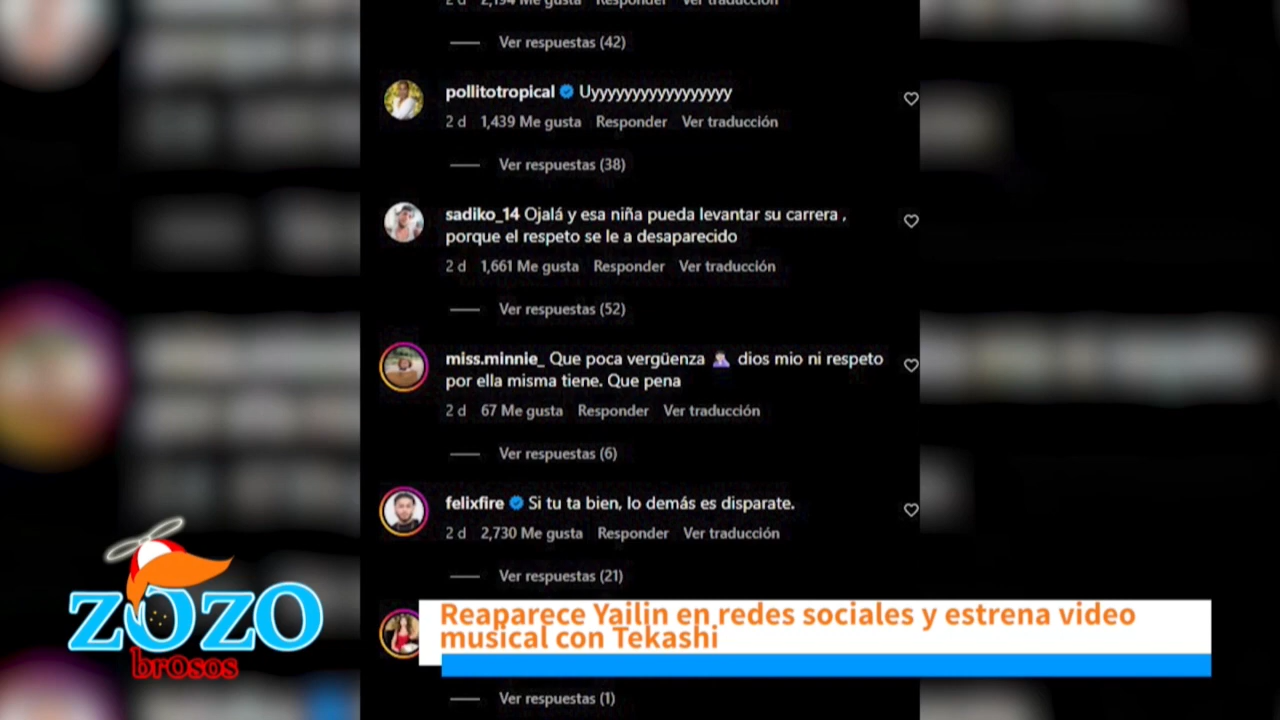 2 d 2,194 Me gusta Responder Ver traducción
Ver respuestas (42)
pollitotropical Uyyyyyyyyyyyyyyyyy
2 d 1,439 Me gusta Responder Ver traducción
Ver respuestas (38)
sadiko_14 Ojalá y esa niña pueda levantar su carrera ,
porque el respeto se le a desaparecido
2 d 1,661 Me gusta Responder Ver traducción
Ver respuestas (52)
miss.minnie_ Que poca vergüenza 🤦🏻‍♀️ dios mio ni respeto
por ella misma tiene. Que pena
2 d 67 Me gusta Responder Ver traducción
Ver respuestas (6)
felixfire Si tu ta bien, lo demás es disparate.
2 d 2,730 Me gusta Responder Ver traducción
Ver respuestas (21)
Reaparece Yailin en redes sociales y estrena video
musical con Tekashi
ZOZO
brOsos
Ver respuestas (1)